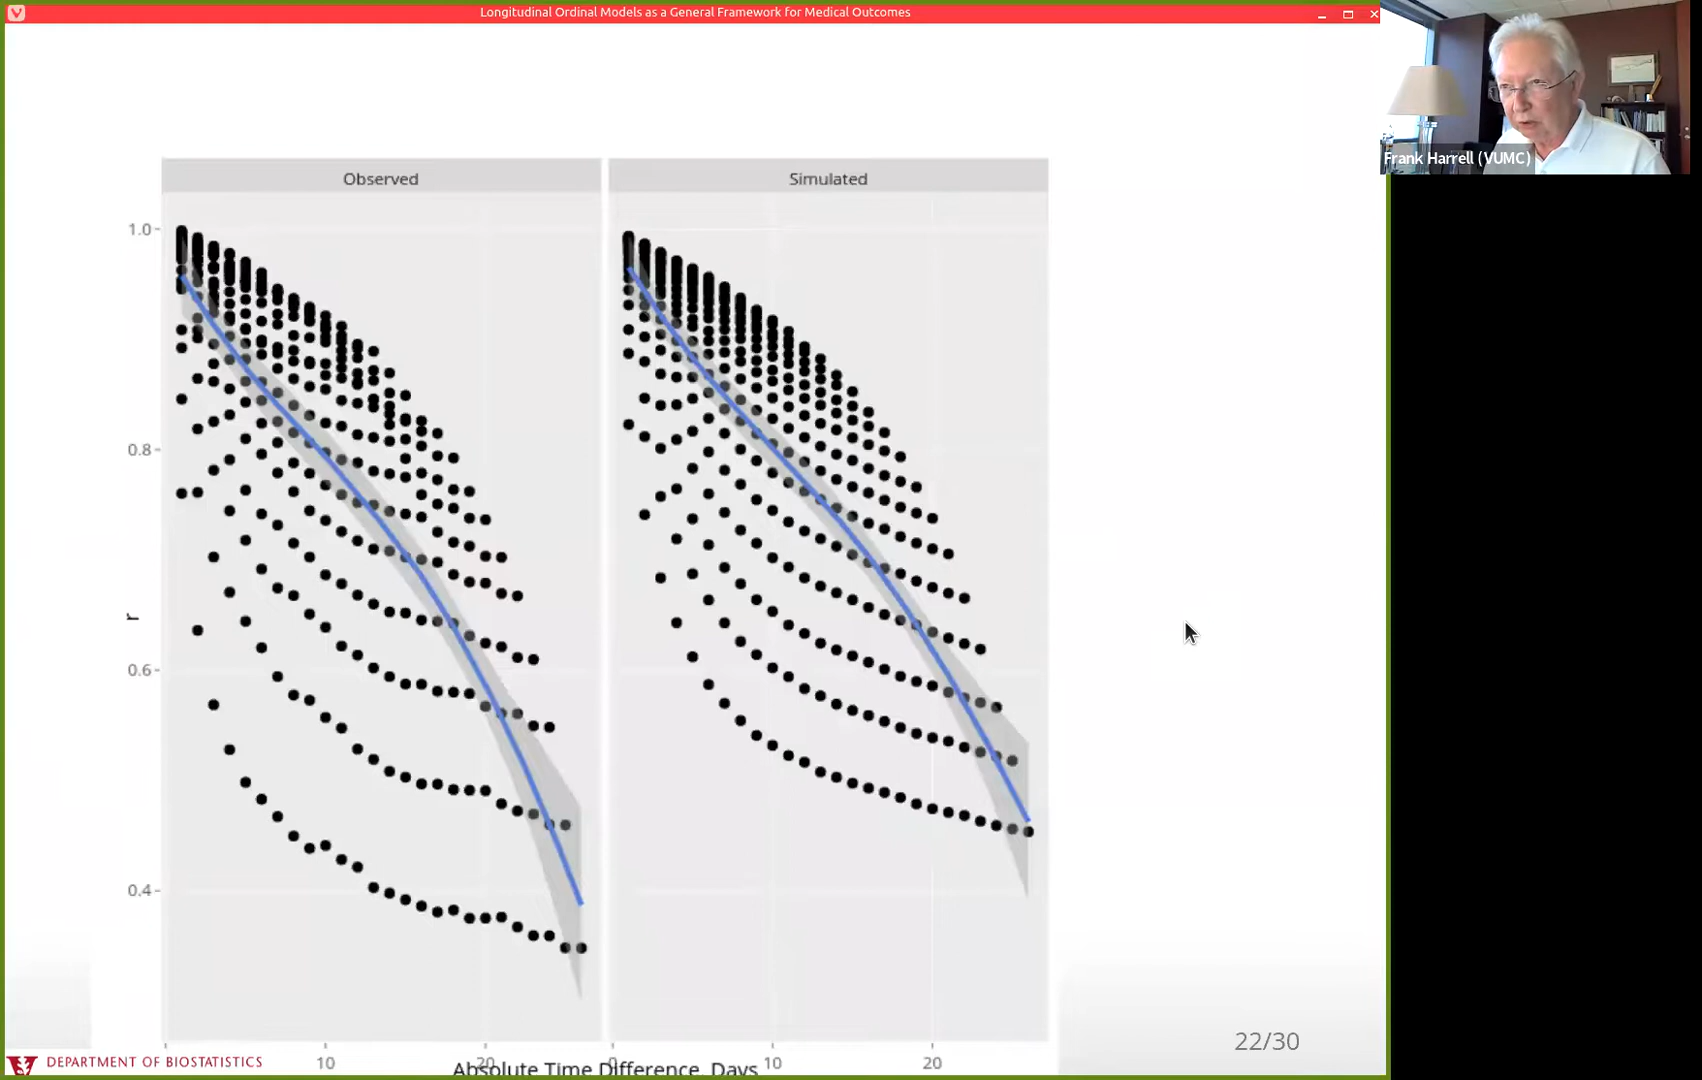 Longitudinal Ordinal Models as a General Framework for Medical Outcomes
Frank Harrell (VUMC)
Observed
Simulated
1.0
0.8
r
0.6
0.4
10
20
0
10
20
Absolute Time Difference, Days
22/30
DEPARTMENT OF BIOSTATISTICS